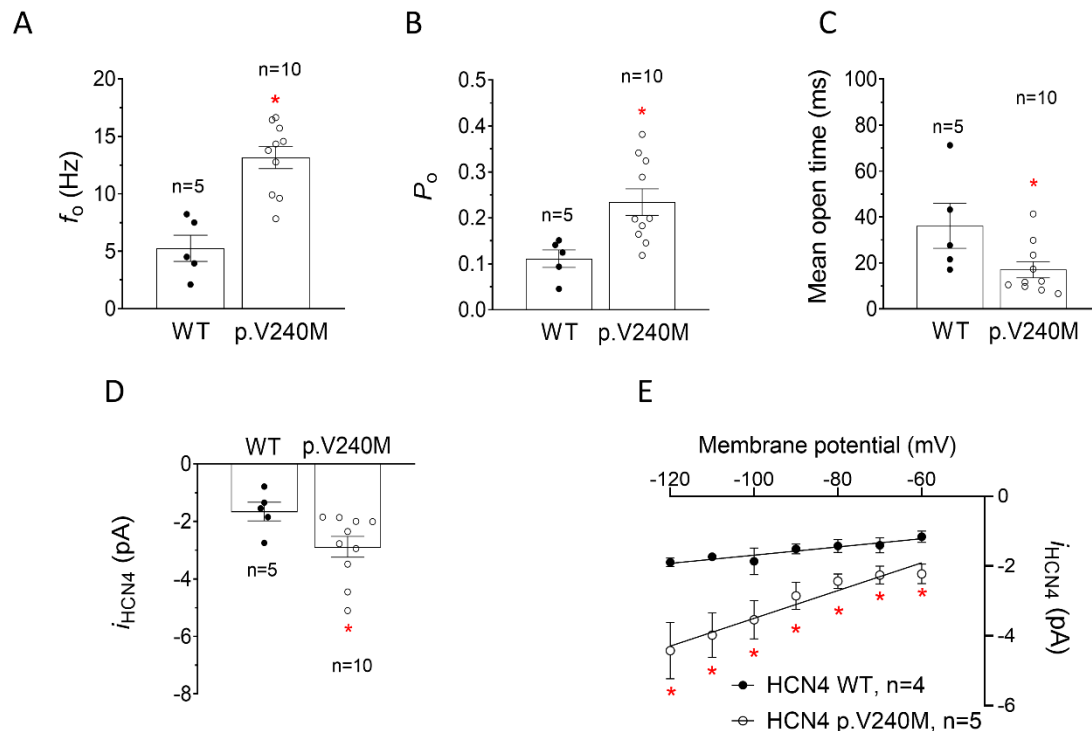 A
n=10
20
*
15
10
5
0
f₀ (Hz)
n=5
WT
p.V240M
B
n=10
0.5
*
0.4
0.3
0.2
0.1
0.0
Pₒ
n=5
WT
p.V240M
C
100
n=10
80
n=5
60
*
40
20
0
Mean open time (ms)
WT
p.V240M
D
WT
p.V240M
0
-2
-4
-6
-8
iHCN4 (pA)
n=5
*
n=10
E
Membrane potential (mV)
-120
-100
-80
-60
0
-2
-4
-6
iHCN4 (pA)
* * * * * * *
HCN4 WT, n=4
HCN4 p.V240M, n=5